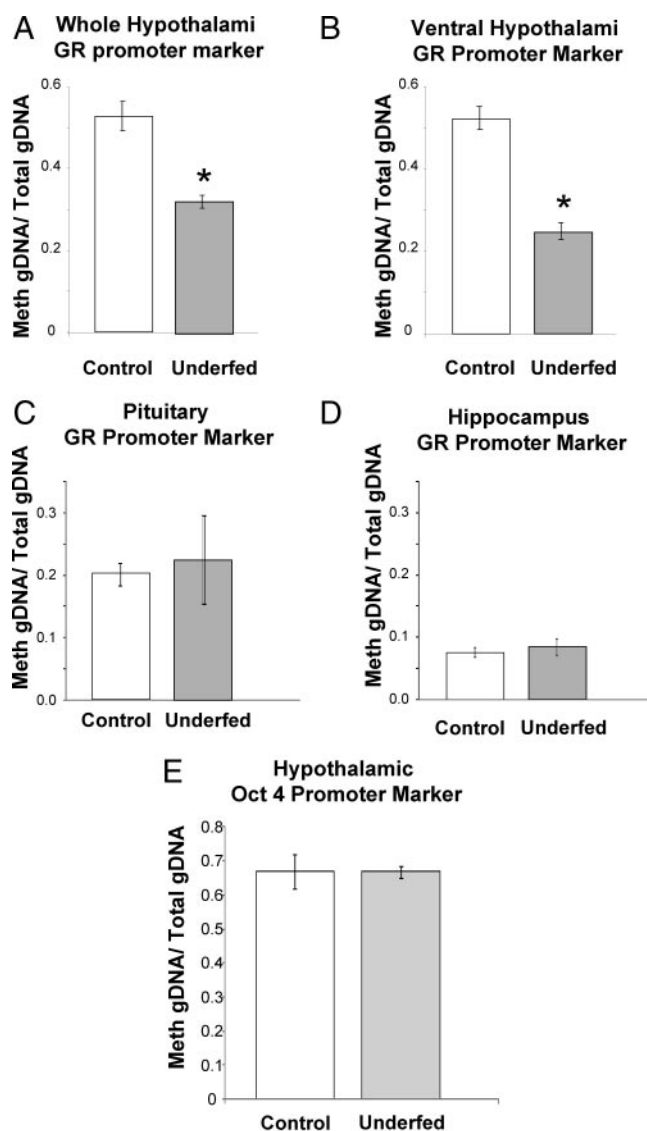 A
Whole Hypothalami
GR promoter marker
Meth gDNA/ Total gDNA
0.6
0.4
0.2
0
*
Control Underfed
B
Ventral Hypothalami
GR Promoter Marker
Meth gDNA/ Total gDNA
0.6
0.4
0.2
0
*
Control Underfed
C
Pituitary
GR Promoter Marker
Meth gDNA/ Total gDNA
0.3
0.2
0.1
0.0
Control Underfed
D
Hippocampus
GR Promoter Marker
Meth gDNA/ Total gDNA
0.3
0.2
0.1
0.0
Control Underfed
E
Hypothalamic
Oct 4 Promoter Marker
Meth gDNA/ Total gDNA
0.8
0.7
0.6
0.5
0.4
0.3
0.2
0.1
0
Control Underfed